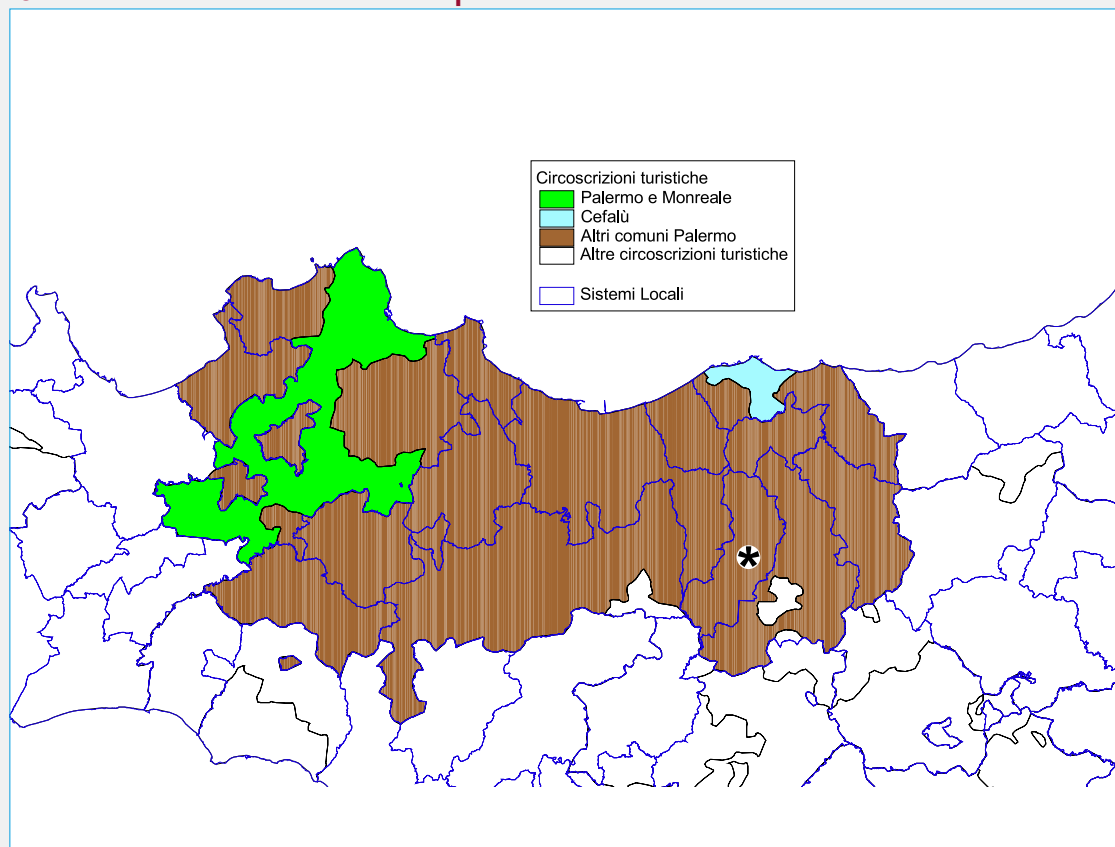 Circoscrizioni turistiche
Palermo e Monreale
Cefalù
Altri comuni Palermo
Altre circoscrizioni turistiche
Sistemi Locali
*